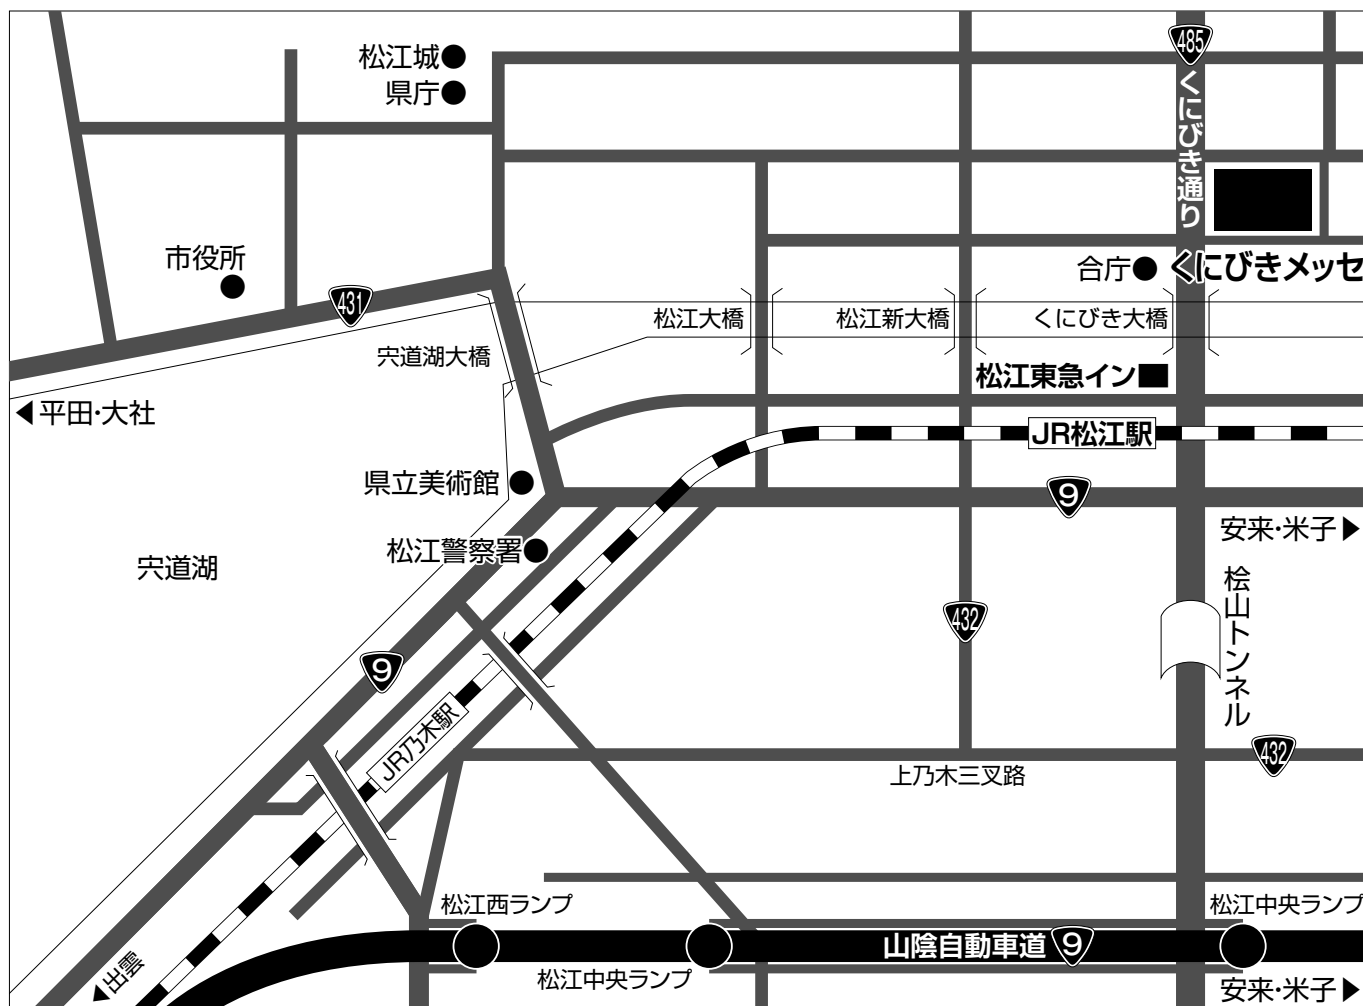 松江城
県庁
485
くにびき通り
市役所
431
合庁
くにびきメッセ
松江大橋
松江新大橋
くにびき大橋
宍道湖大橋
松江東急イン
平田・大社
JR松江駅
県立美術館
9
安来・米子
松江警察署
宍道湖
桧山トンネル
432
9
JR乃木駅
432
上乃木三叉路
松江西ランプ
松江中央ランプ
山陰自動車道
9
出雲
松江中央ランプ
安来・米子